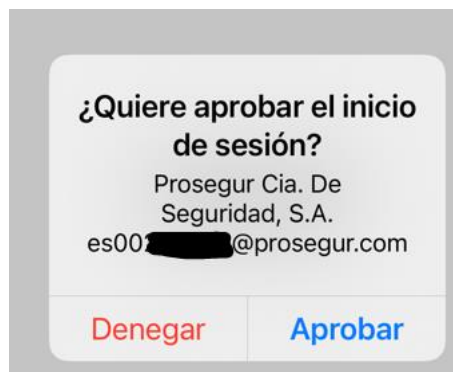 ¿Quiere aprobar el inicio
de sesión?
Prosegur Cia. De
Seguridad, S.A.
es00 @prosegur.com
Denegar
Aprobar